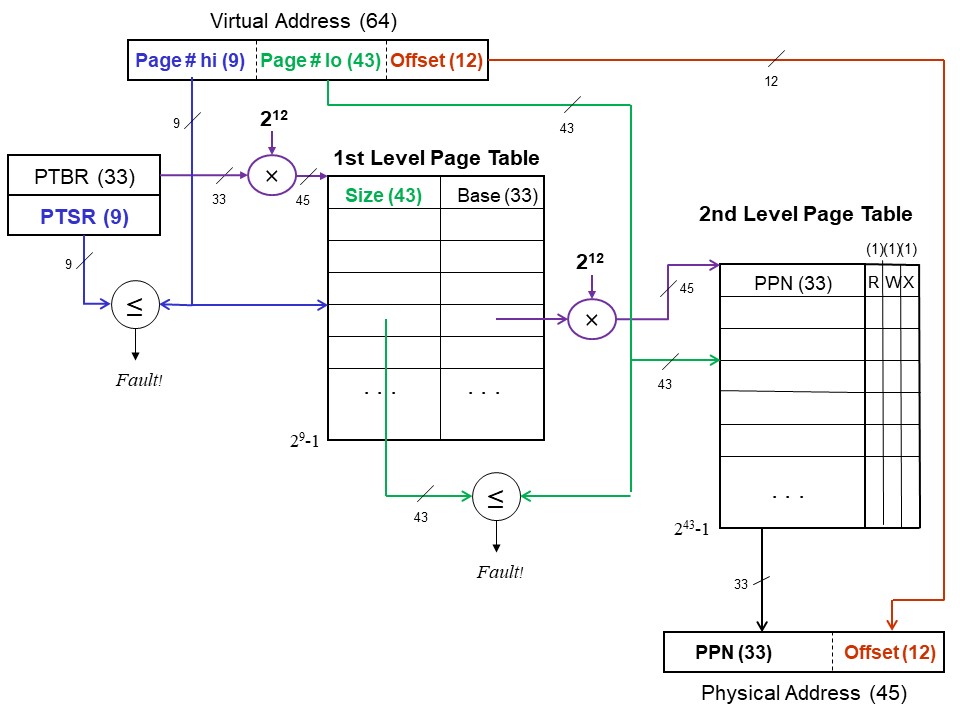 Virtual Address (64)
Page # hi (9) Page # lo (43) Offset (12)
12
9
2^12
43
1st Level Page Table
PTBR (33)
×
33
45
Size (43) Base (33)
PTSR (9)
2nd Level Page Table
(1)(1)(1)
9
2^12
PPN (33) R W X
45
≤
×
Fault!
43
. . . . . .
2^9-1
≤
. . .
43
2^43-1
Fault!
33
PPN (33) Offset (12)
Physical Address (45)